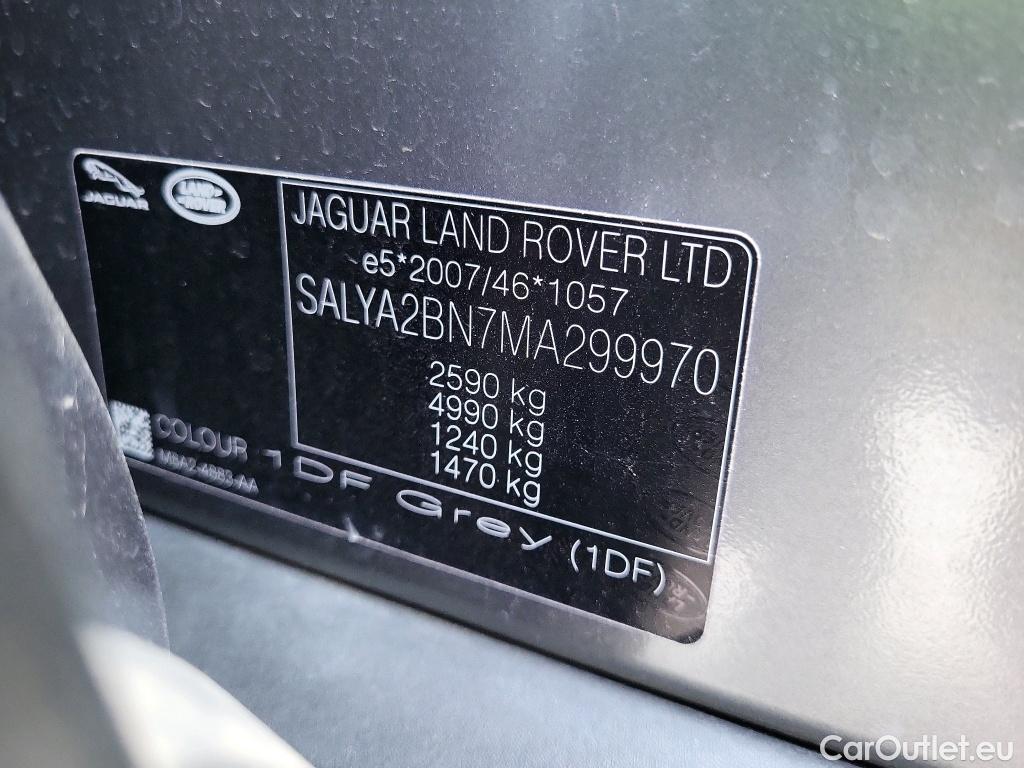 JAGUAR
LAND ROVER
JAGUAR LAND ROVER LTD
e5*2007/46*1057
SALYA2BN7MA299970
2590 kg
4990 kg
1240 kg
1470 kg
COLOUR 1DF Grey (1DF)
CarOutlet.eu